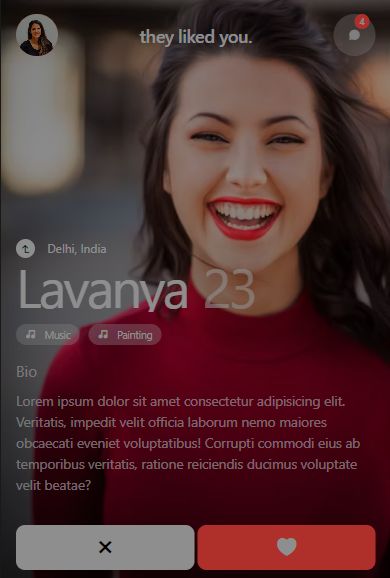 they liked you.
4
Delhi, India
Lavanya 23
Music Painting
Bio
Lorem ipsum dolor sit amet consectetur adipisicing elit.
Veritatis, impedit velit officia laborum nemo maiores
obcaecati eveniet voluptatibus! Corrupti commodi eius ab
temporibus veritatis, ratione reiciendis ducimus voluptate
velit beatae?